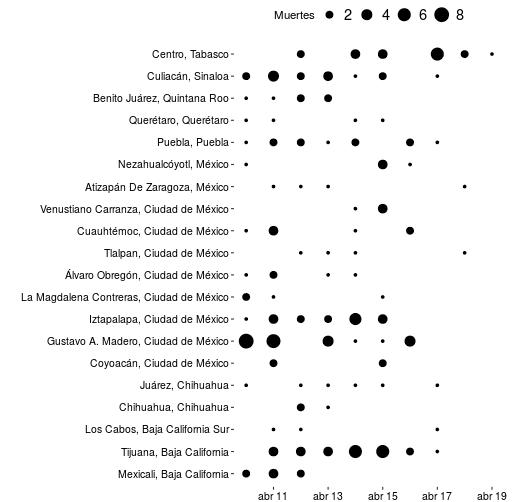 Muertes 2 4 6 8
Centro, Tabasco
Culiacán, Sinaloa
Benito Juárez, Quintana Roo
Querétaro, Querétaro
Puebla, Puebla
Nezahualcóyotl, México
Atizapán De Zaragoza, México
Venustiano Carranza, Ciudad de México
Cuauhtémoc, Ciudad de México
Tlalpan, Ciudad de México
Álvaro Obregón, Ciudad de México
La Magdalena Contreras, Ciudad de México
Iztapalapa, Ciudad de México
Gustavo A. Madero, Ciudad de México
Coyoacán, Ciudad de México
Juárez, Chihuahua
Chihuahua, Chihuahua
Los Cabos, Baja California Sur
Tijuana, Baja California
Mexicali, Baja California
abr 11 abr 13 abr 15 abr 17 abr 19